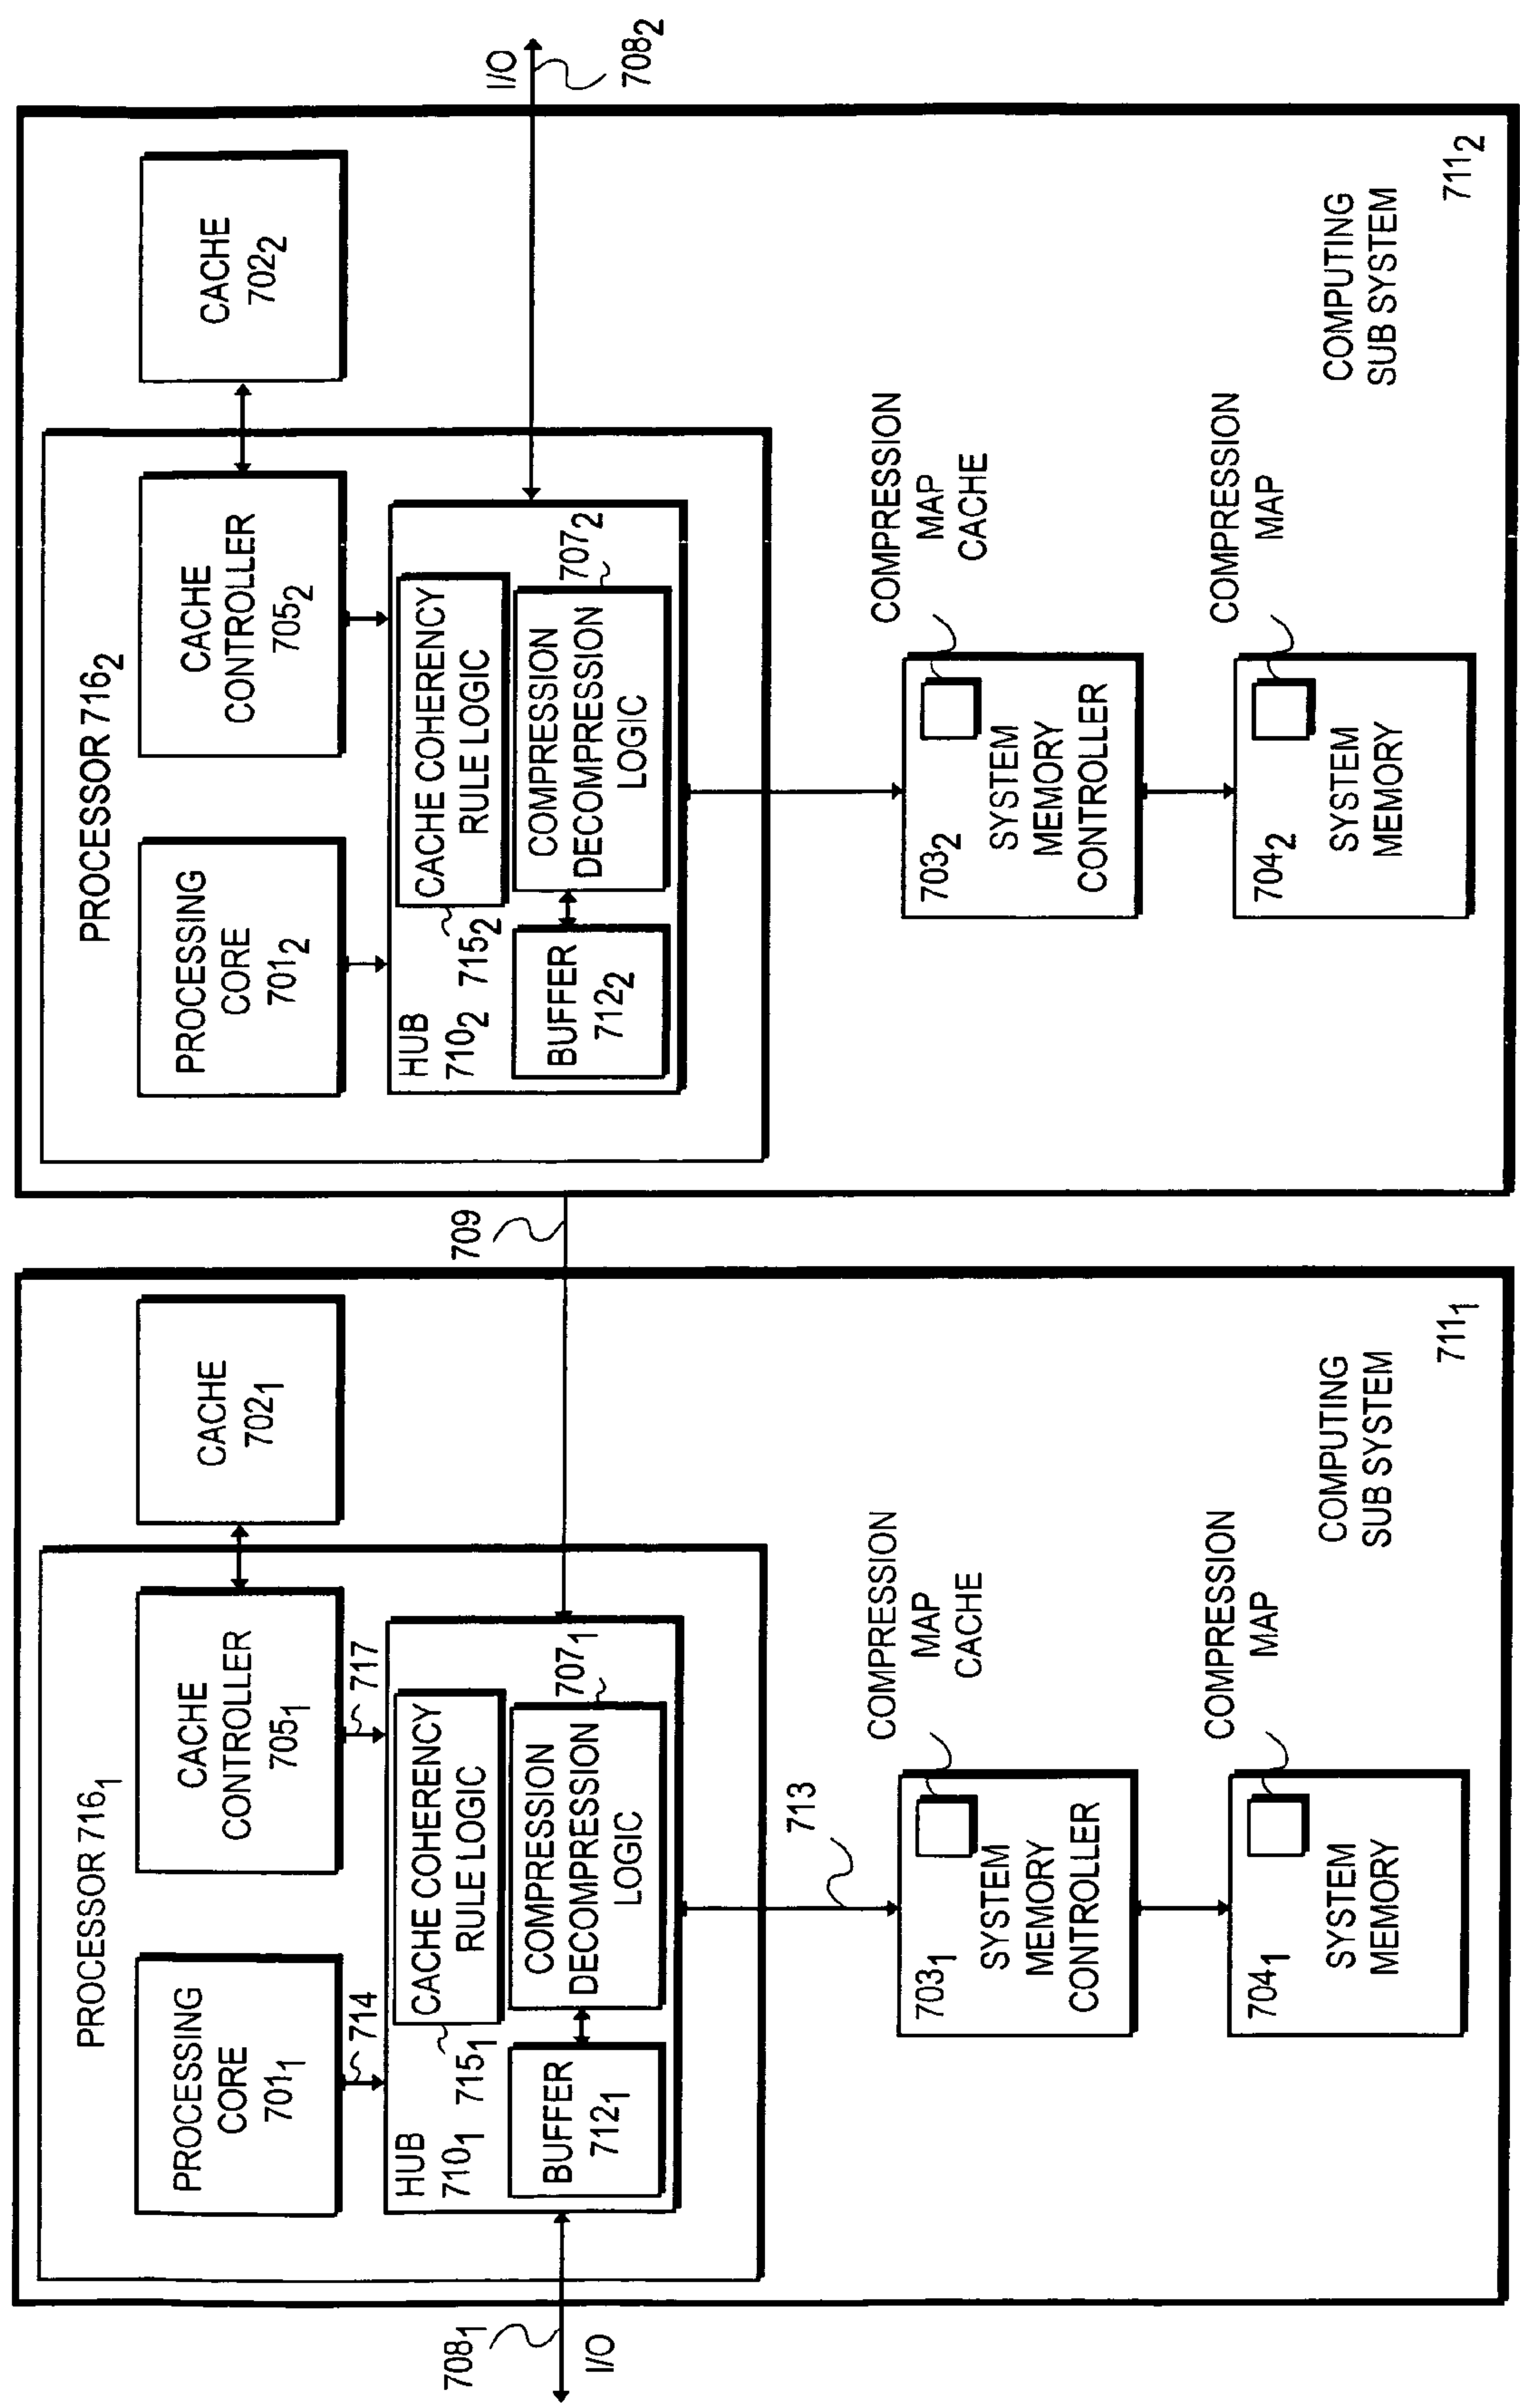 PROCESSOR 716₁
PROCESSING
CORE
701₁
714
CACHE
CONTROLLER
705₁
717
CACHE
702₁
HUB
710₁
715₁
CACHE COHERENCY
RULE LOGIC
BUFFER
712₁
COMPRESSION
DECOMPRESSION
LOGIC
707₁
708₁
I/O
709
713
703₁
SYSTEM
MEMORY
CONTROLLER
COMPRESSION
MAP
CACHE
704₁
SYSTEM
MEMORY
COMPRESSION
MAP
COMPUTING
SUB SYSTEM
711₁
PROCESSOR 716₂
PROCESSING
CORE
701₂
CACHE
CONTROLLER
705₂
CACHE
702₂
HUB
710₂
715₂
CACHE COHERENCY
RULE LOGIC
BUFFER
712₂
COMPRESSION
DECOMPRESSION
LOGIC
707₂
I/O
708₂
703₂
SYSTEM
MEMORY
CONTROLLER
COMPRESSION
MAP
CACHE
704₂
SYSTEM
MEMORY
COMPRESSION
MAP
COMPUTING
SUB SYSTEM
711₂